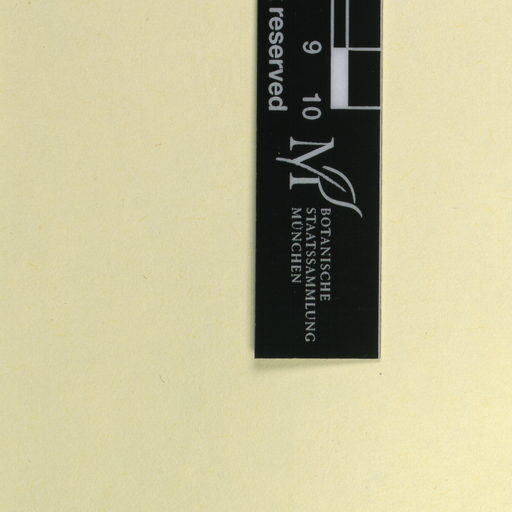 reserved
9 10
M
BOTANISCHE
STAATSSAMMLUNG
MÜNCHEN